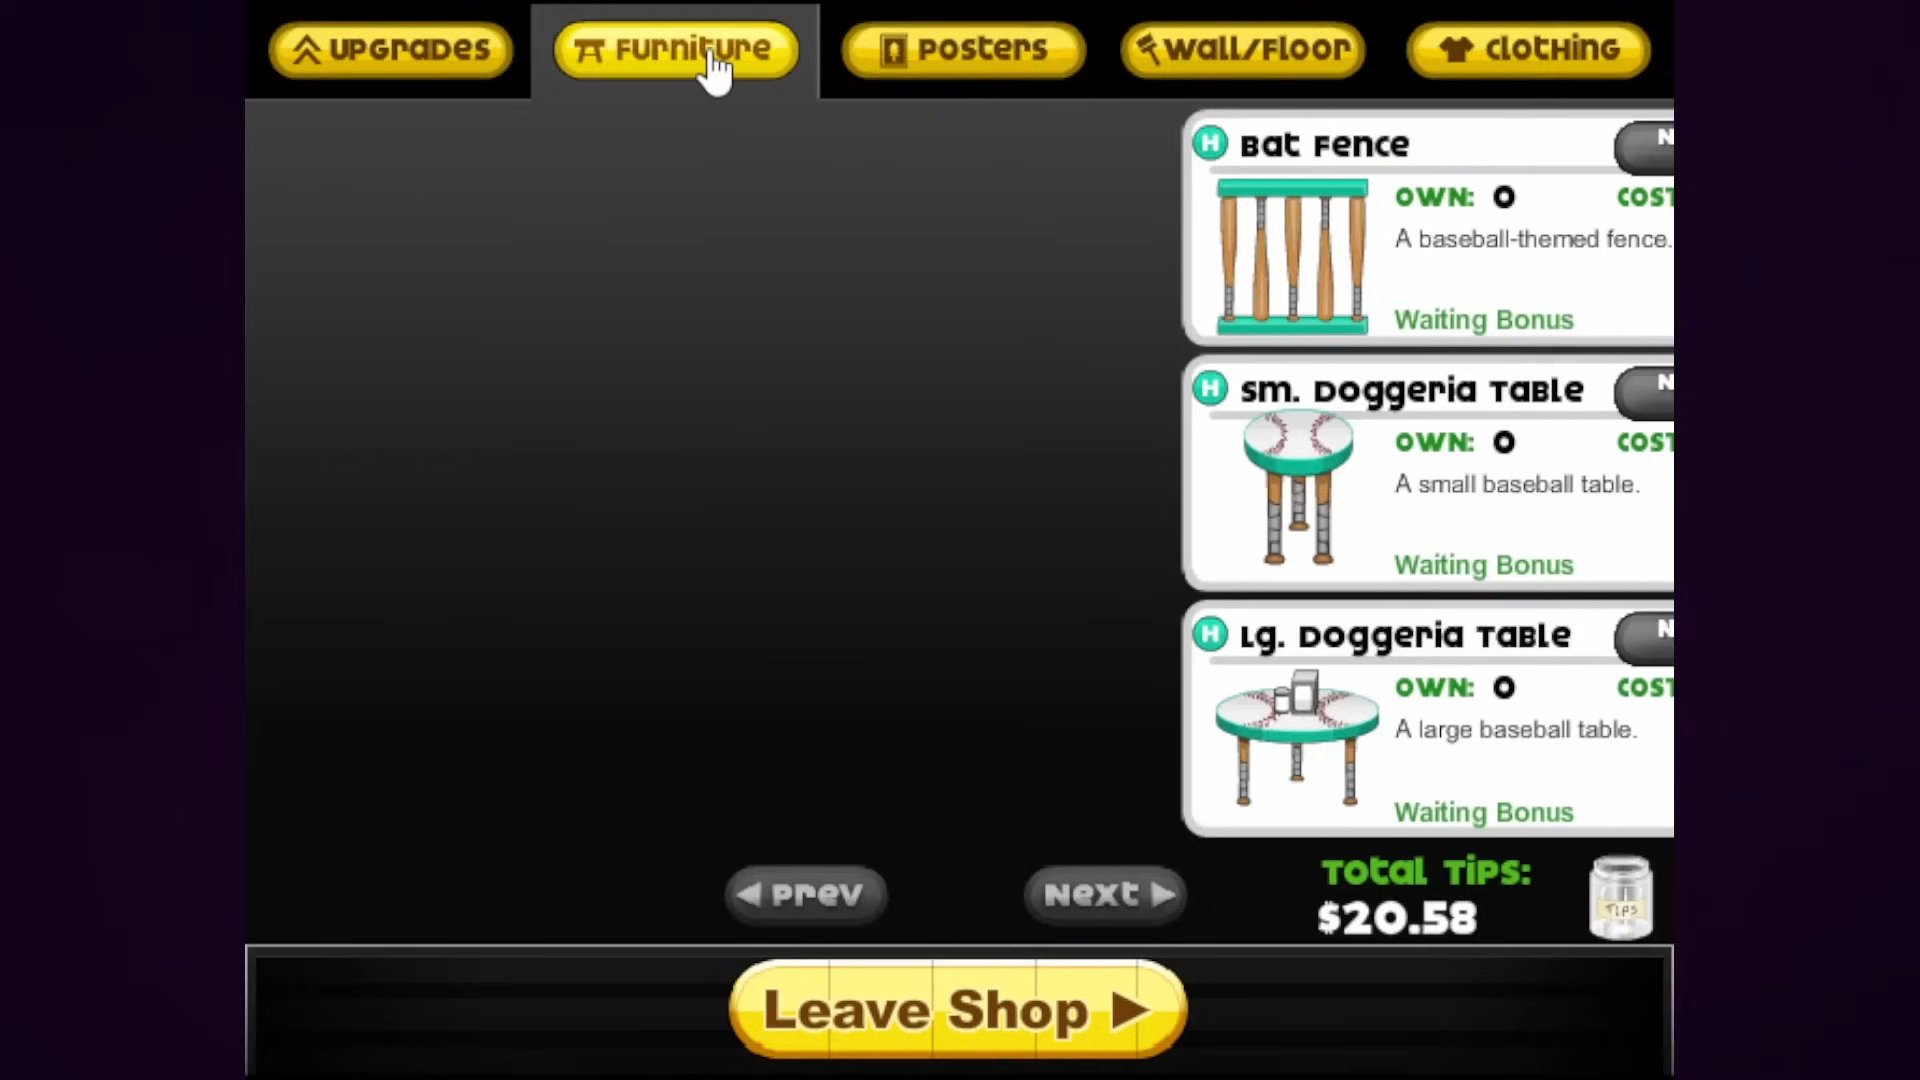 UPGrades
Furniture
Posters
Wall/Floor
Clothing
H Bat Fence
N
OWN: 0
COST
A baseball-themed fence.
Waiting Bonus
H Sm. Doggeria Table
N
OWN: 0
COST
A small baseball table.
Waiting Bonus
H Lg. Doggeria Table
N
OWN: 0
COST
A large baseball table.
Waiting Bonus
Prev
Next
Total Tips:
$20.58
TIPS
Leave Shop